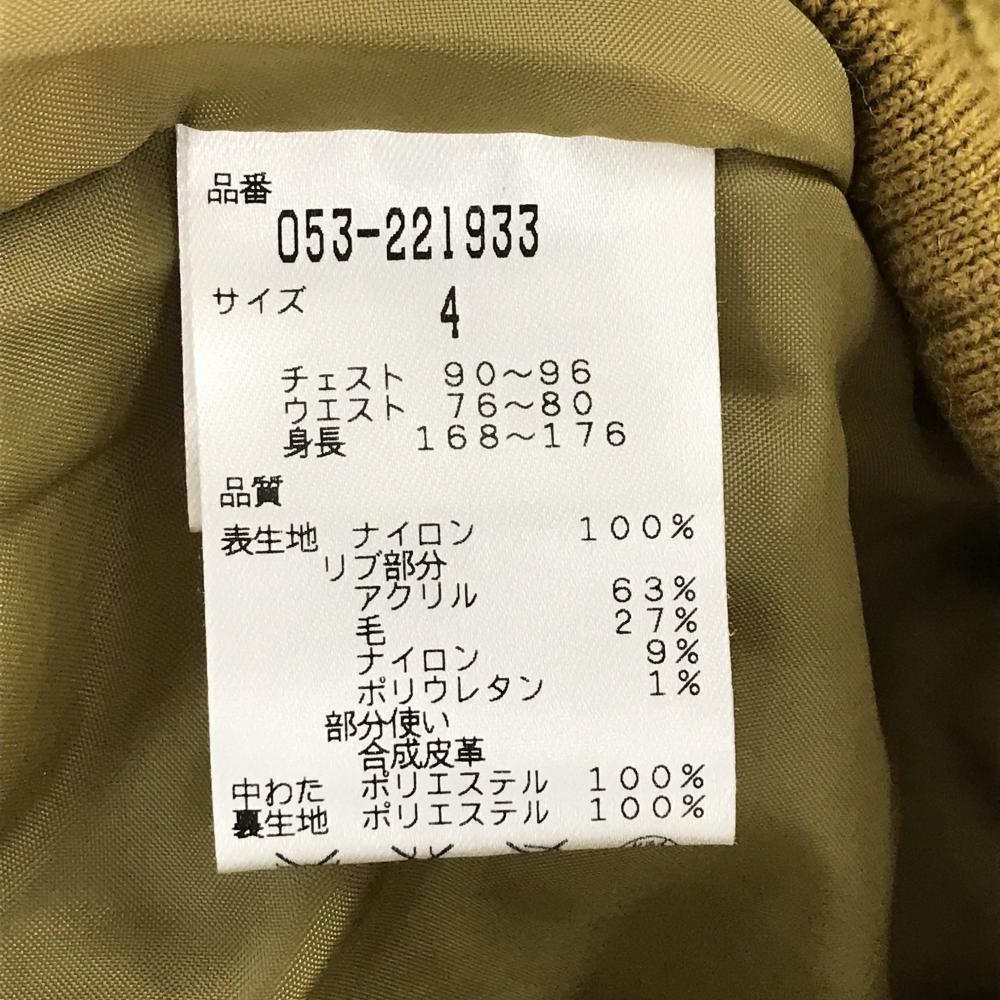 品番
053-221933
サイズ 4
チェスト 90～96
ウエスト 76～80
身長 168～176
品質
表生地 ナイロン 100%
リブ部分
アクリル 63%
毛 27%
ナイロン 9%
ポリウレタン 1%
部分使い
合成皮革
中わた ポリエステル 100%
裏生地 ポリエステル 100%